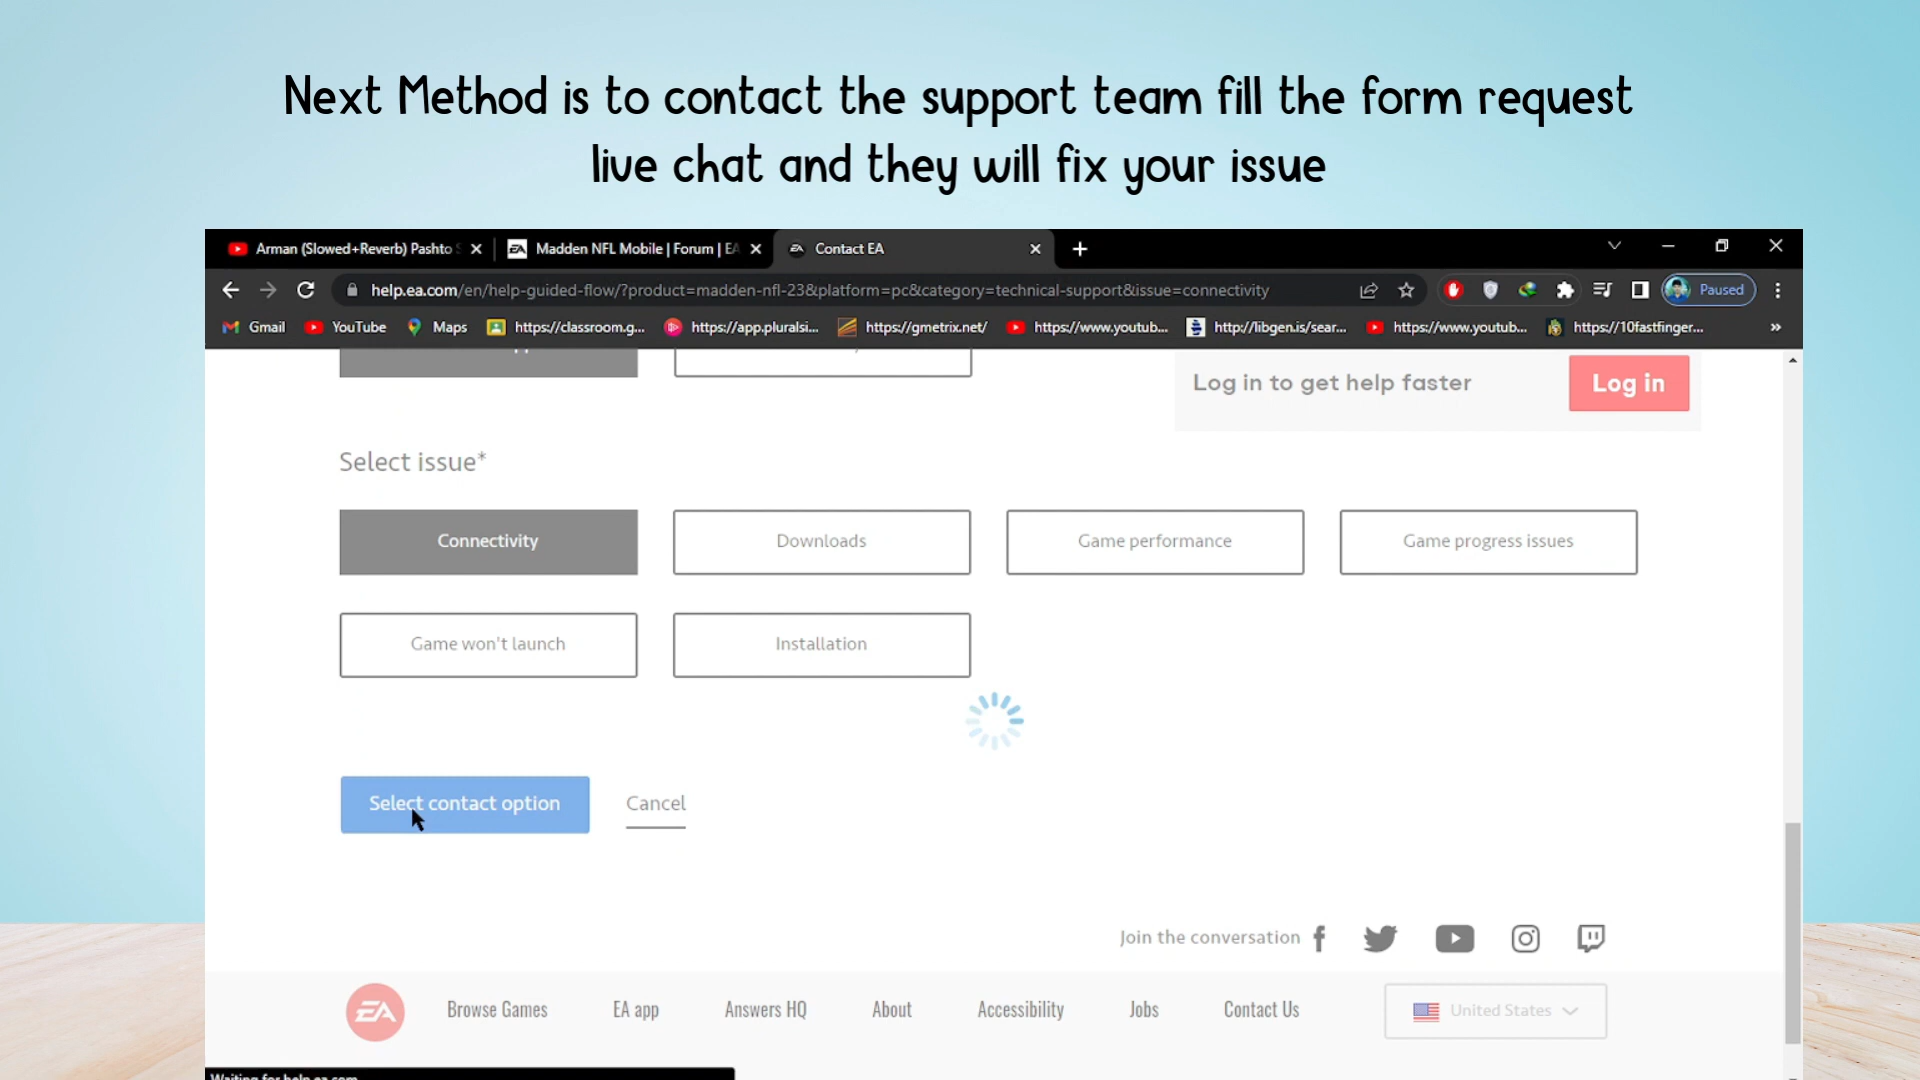 Next Method is to contact the support team fill the form request
live chat and they will fix your issue
Arman (Slowed+Reverb) Pashto
Madden NFL Mobile | Forum | EA
Contact EA
help.ea.com/en/help-guided-flow/?product=madden-nfl-23&platform=pc&category=technical-support&issue=connectivity
Paused
Gmail
YouTube
Maps
https://classroom.g...
https://app.pluralsi...
https://gmetrix.net/
https://www.youtub...
http://libgen.is/sear...
https://www.youtub...
https://10fastfinger...
»
Log in to get help faster
Log in
Select issue*
Connectivity
Downloads
Game performance
Game progress issues
Game won't launch
Installation
Select contact option
Cancel
Join the conversation
EA
Browse Games
EA app
Answers HQ
About
Accessibility
Jobs
Contact Us
United States
Waiting for help.ea.com